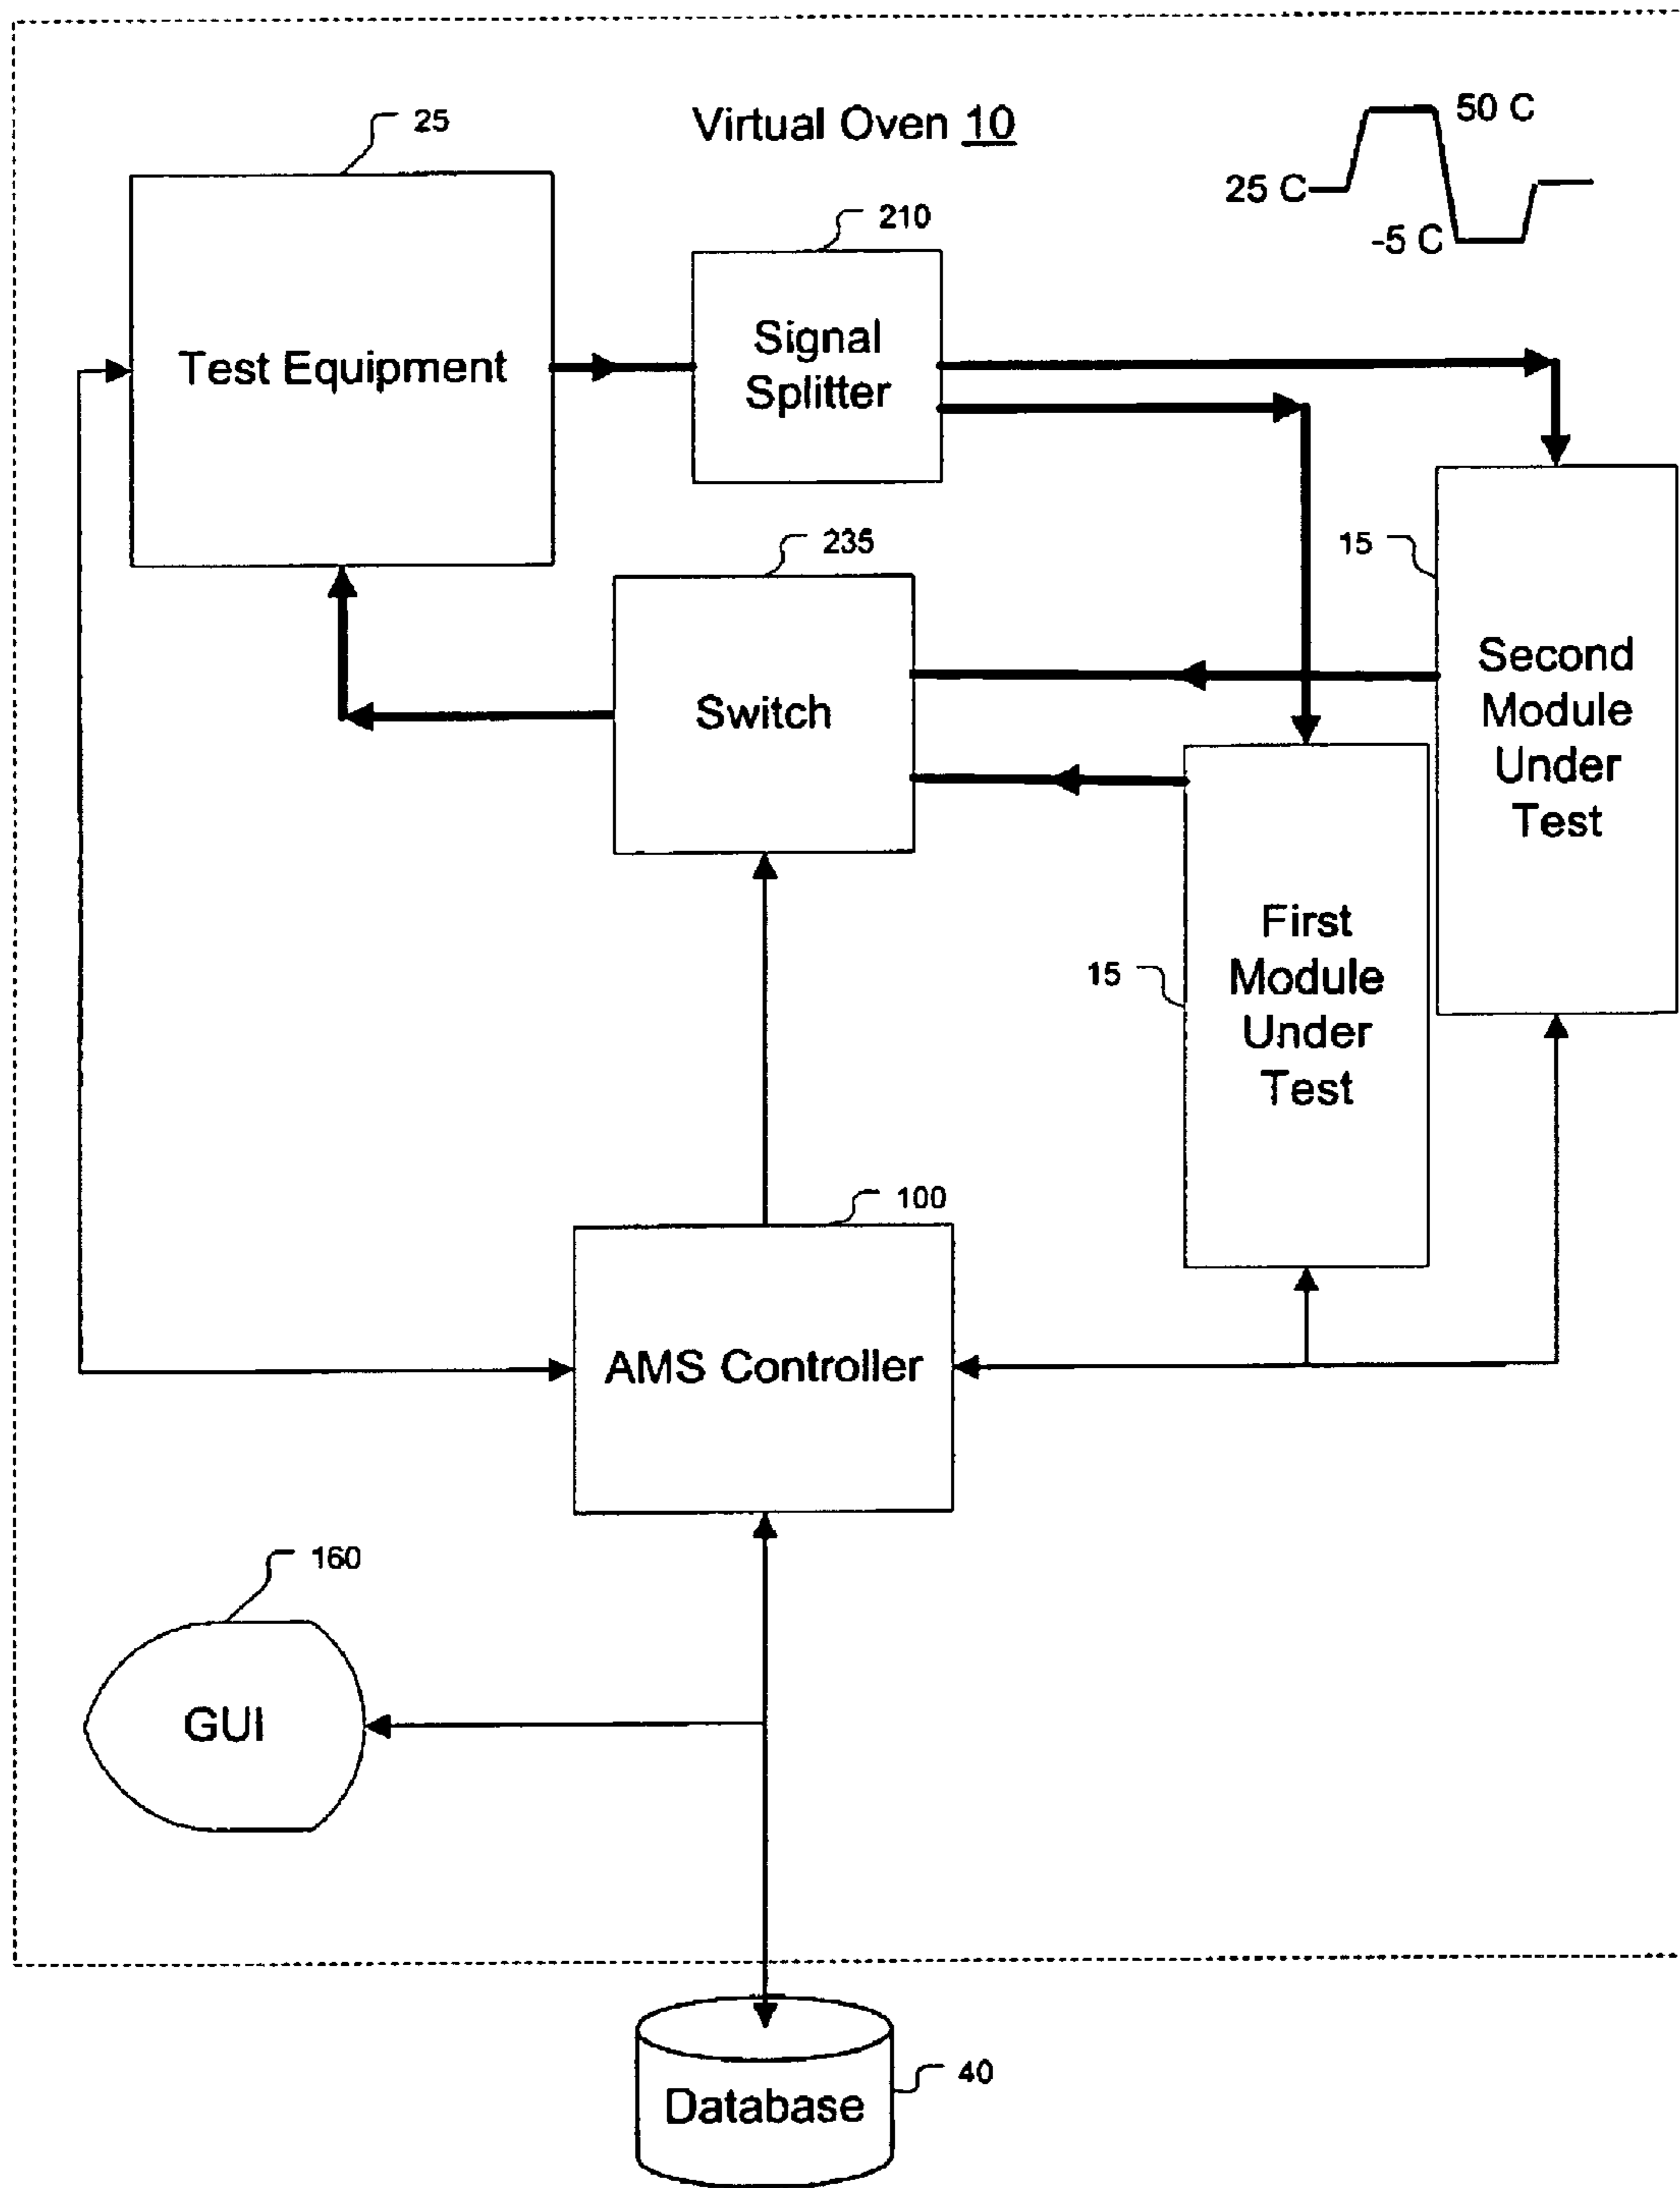 Virtual Oven 10
25
50 C
25 C
-5 C
210
Test Equipment
Signal
Splitter
235
15
Switch
Second
Module
Under
Test
15
First
Module
Under
Test
100
AMS Controller
160
GUI
40
Database